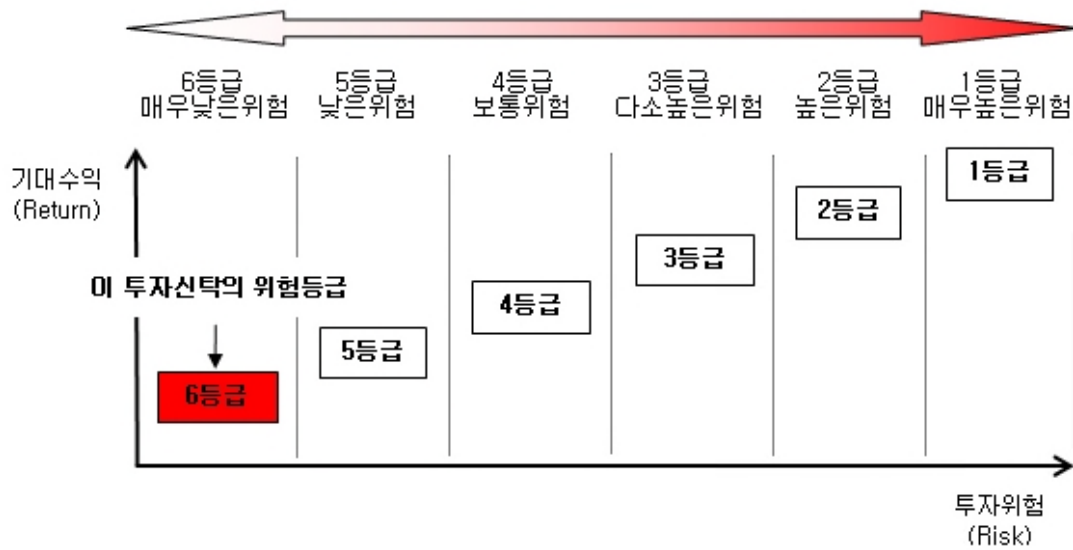 6등급 5등급 4등급 3등급 2등급 1등급
매우낮은위험 낮은위험 보통위험 다소높은위험 높은위험 매우높은위험
기대수익
(Return)
1등급
2등급
3등급
이 투자신탁의 위험등급
4등급
5등급
6등급
투자위험
(Risk)